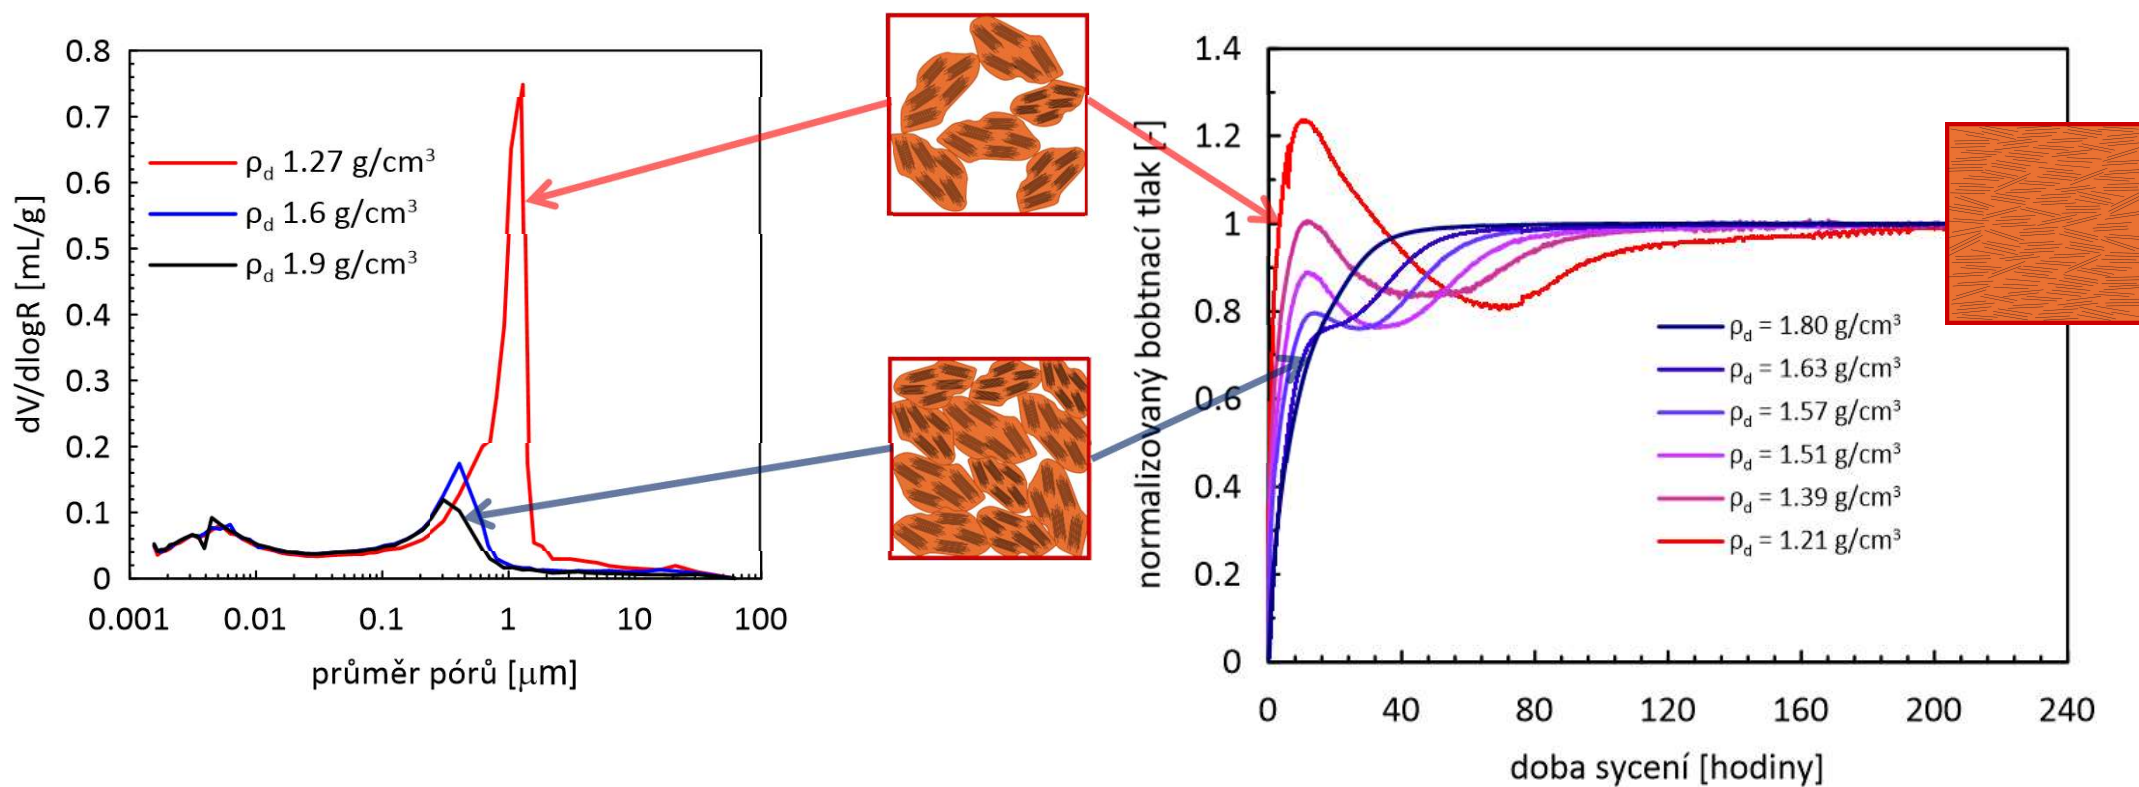 0.8
0.7
0.6
0.5
0.4
0.3
0.2
0.1
0
dV/dlogR [mL/g]
ρd 1.27 g/cm³
ρd 1.6 g/cm³
ρd 1.9 g/cm³
0.001 0.01 0.1 1 10 100
průměr pórů [μm]
1.4
1.2
1
0.8
0.6
0.4
0.2
0
normalizovaný bobtnací tlak [-]
ρd = 1.80 g/cm³
ρd = 1.63 g/cm³
ρd = 1.57 g/cm³
ρd = 1.51 g/cm³
ρd = 1.39 g/cm³
ρd = 1.21 g/cm³
0 40 80 120 160 200 240
doba sycení [hodiny]